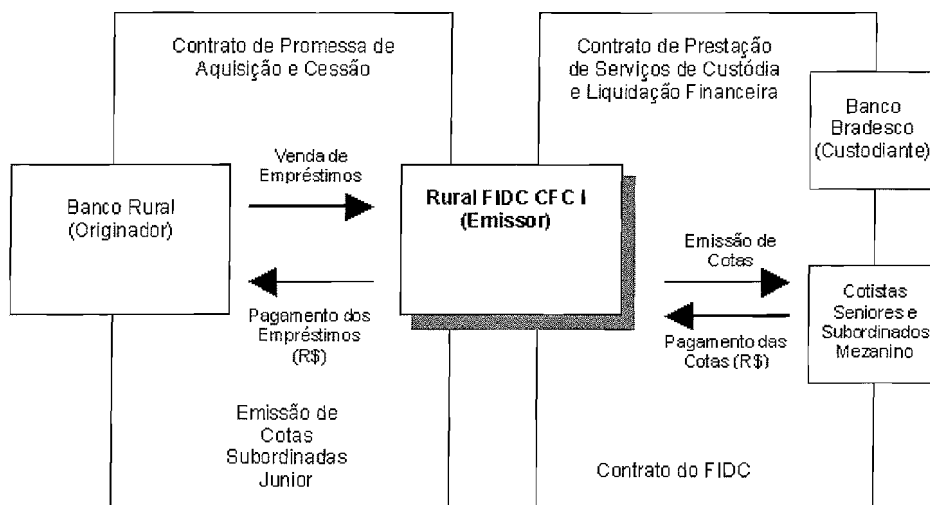 Contrato de Promessa de
Aquisição e Cessão
Contrato de Prestação
de Serviços de Custódia
e Liquidação Financeira
Banco
Bradesco
(Custodiante)
Banco Rural
(Originador)
Venda de
Empréstimos
Rural FIDC CFC I
(Emissor)
Emissão de
Cotas
Cotistas
Seniores e
Subordinados
Mezanino
Pagamento dos
Empréstimos
(R$)
Pagamento das
Cotas (R$)
Emissão de
Cotas
Subordinadas
Junior
Contrato do FIDC